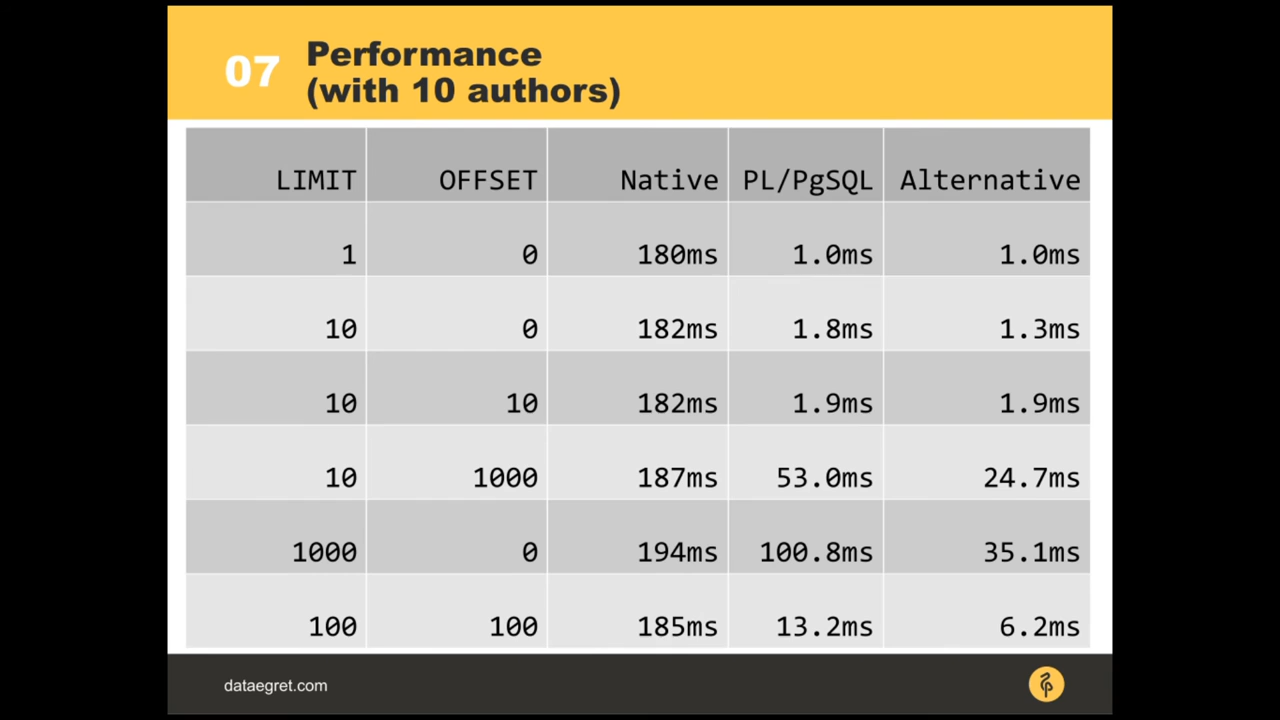 07
Performance
(with 10 authors)
LIMIT OFFSET Native PL/PgSQL Alternative
1 0 180ms 1.0ms 1.0ms
10 0 182ms 1.8ms 1.3ms
10 10 182ms 1.9ms 1.9ms
10 1000 187ms 53.0ms 24.7ms
1000 0 194ms 100.8ms 35.1ms
100 100 185ms 13.2ms 6.2ms
dataegret.com